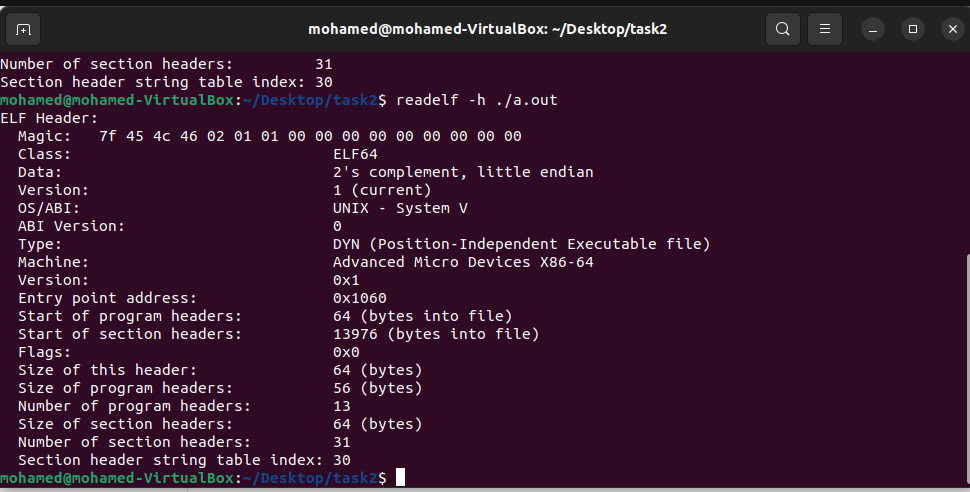 mohamed@mohamed-VirtualBox: ~/Desktop/task2
Number of section headers:         31
Section header string table index: 30
mohamed@mohamed-VirtualBox:~/Desktop/task2$ readelf -h ./a.out
ELF Header:
  Magic:   7f 45 4c 46 02 01 01 00 00 00 00 00 00 00 00 00
  Class:                             ELF64
  Data:                              2's complement, little endian
  Version:                           1 (current)
  OS/ABI:                            UNIX - System V
  ABI Version:                       0
  Type:                              DYN (Position-Independent Executable file)
  Machine:                           Advanced Micro Devices X86-64
  Version:                           0x1
  Entry point address:               0x1060
  Start of program headers:          64 (bytes into file)
  Start of section headers:          13976 (bytes into file)
  Flags:                             0x0
  Size of this header:               64 (bytes)
  Size of program headers:           56 (bytes)
  Number of program headers:         13
  Size of section headers:           64 (bytes)
  Number of section headers:         31
  Section header string table index: 30
mohamed@mohamed-VirtualBox:~/Desktop/task2$